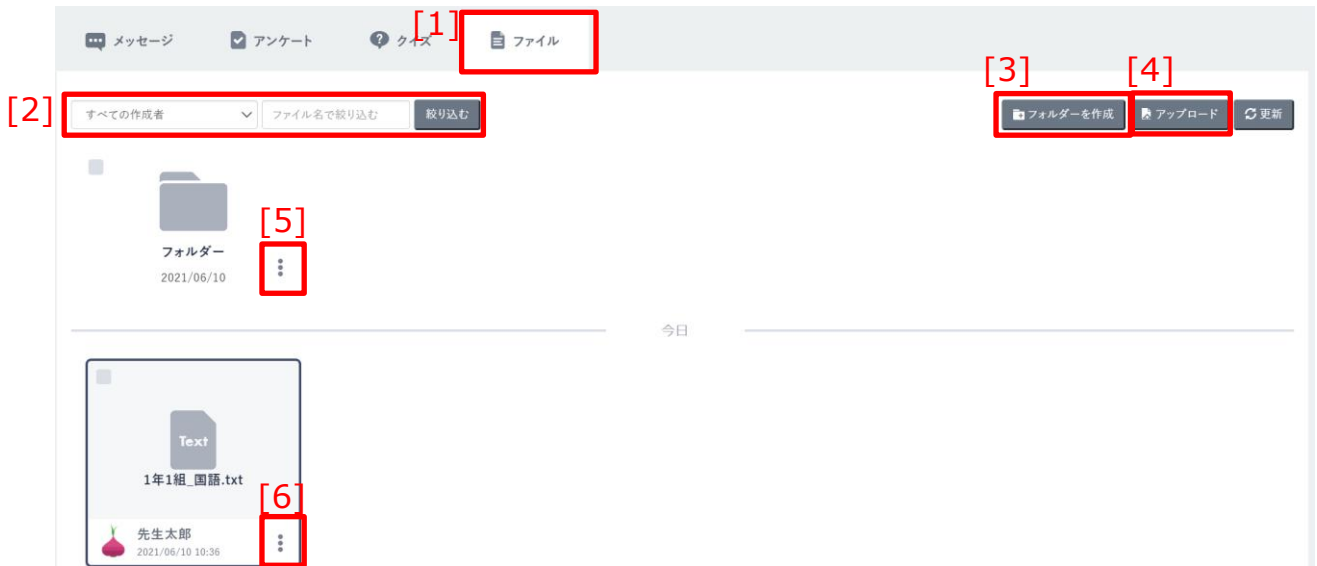 [1]
メッセージ アンケート クイズ ファイル
[3] [4]
[2] すべての作成者 ファイル名で絞り込む 絞り込む フォルダーを作成 アップロード 更新
[5]
フォルダー
2021/06/10
今日
Text
1年1組_国語.txt
[6]
先生太郎
2021/06/10 10:36